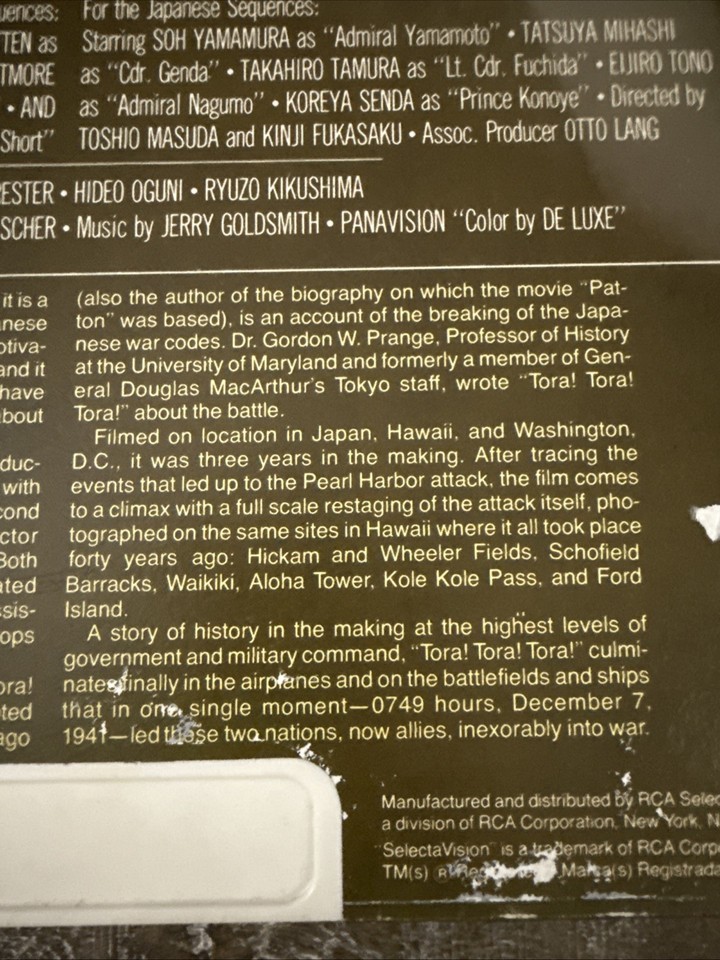 uences: For the Japanese Sequences:
TTEN as Starring SOH YAMAMURA as "Admiral Yamamoto" • TATSUYA MIHASHI
TMORE as "Cdr. Genda" • TAKAHIRO TAMURA as "Lt. Cdr. Fuchida" • EIJIRO TONO
• AND as "Admiral Nagumo" • KOREYA SENDA as "Prince Konoye" • Directed by
Short" TOSHIO MASUDA and KINJI FUKASAKU • Assoc. Producer OTTO LANG
ESTER • HIDEO OGUNI • RYUZO KIKUSHIMA
SCHER • Music by JERRY GOLDSMITH • PANAVISION "Color by DE LUXE"
it is a
nese
otiva-
and it
have
about
duc-
with
cond
ctor
Both
ated
ssis-
ops
ora!
ted
ago
(also the author of the biography on which the movie "Pat-
ton" was based), is an account of the breaking of the Japa-
nese war codes. Dr. Gordon W. Prange, Professor of History
at the University of Maryland and formerly a member of Gen-
eral Douglas MacArthur's Tokyo staff, wrote "Tora! Tora!
Tora!" about the battle.
Filmed on location in Japan, Hawaii, and Washington,
D.C., it was three years in the making. After tracing the
events that led up to the Pearl Harbor attack, the film comes
to a climax with a full scale restaging of the attack itself, pho-
tographed on the same sites in Hawaii where it all took place
forty years ago: Hickam and Wheeler Fields, Schofield
Barracks, Waikiki, Aloha Tower, Kole Kole Pass, and Ford
Island.
A story of history in the making at the highest levels of
government and military command, "Tora! Tora! Tora!" culmi-
nates finally in the airplanes and on the battlefields and ships
that in one single moment—0749 hours, December 7,
1941—led these two nations, now allies, inexorably into war.
Manufactured and distributed by RCA Selec
a division of RCA Corporation, New York, N
"SelectaVision" is a trademark of RCA Corp
TM(s) ® Marca(s) Registrada